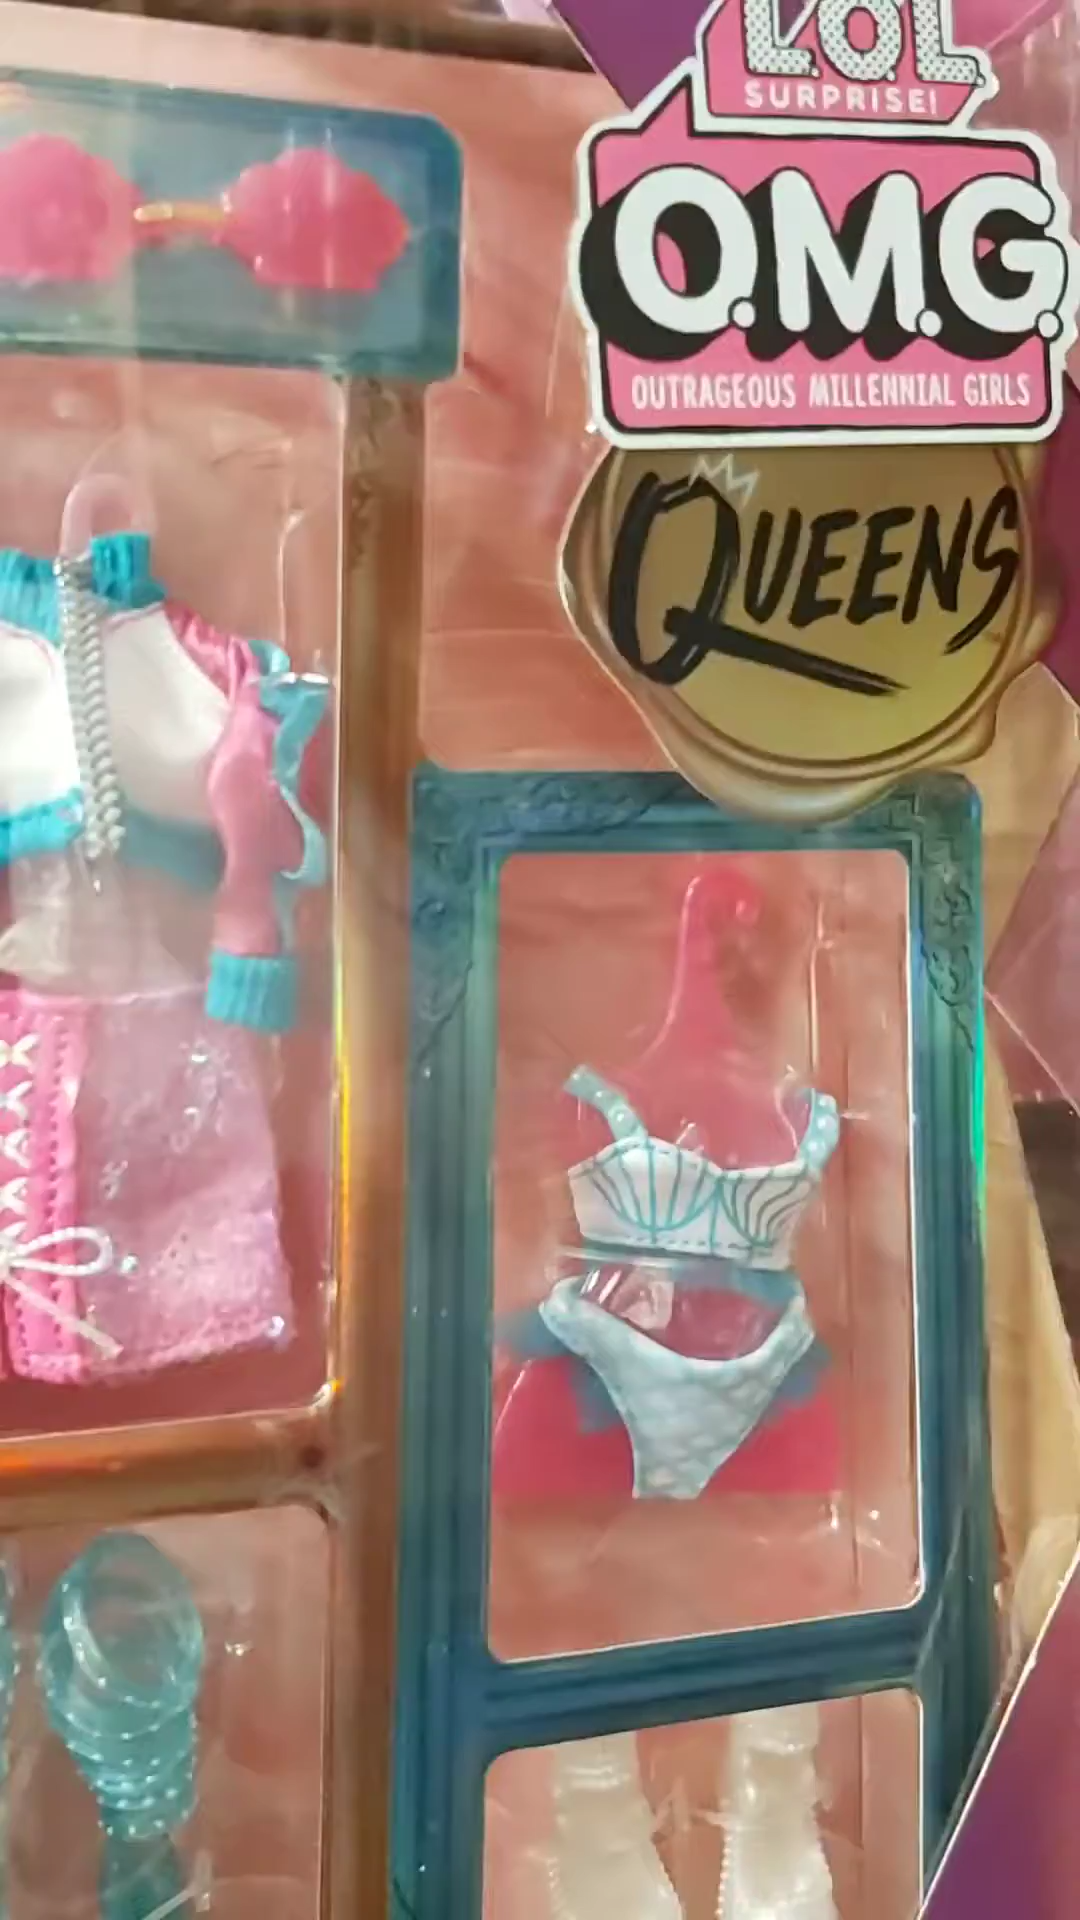 L.O.L.
SURPRISE!
O.M.G.
OUTRAGEOUS MILLENNIAL GIRLS
QUEENS